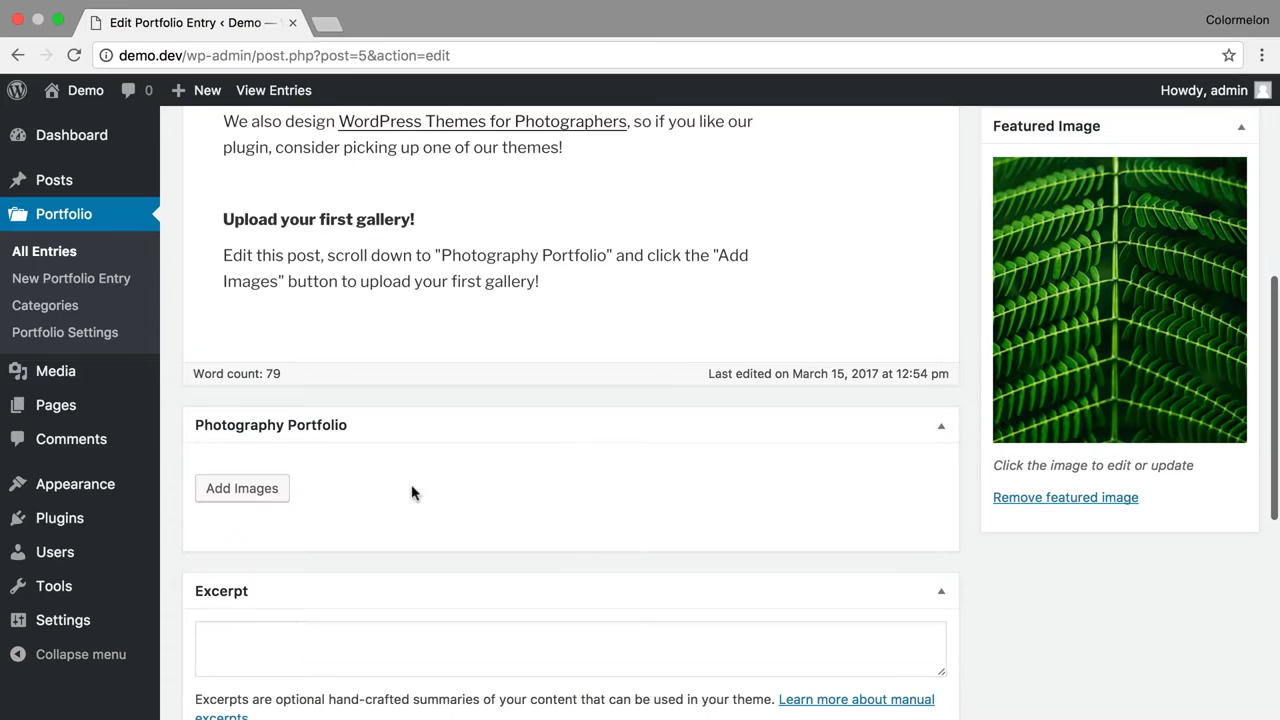 Edit Portfolio Entry ‹ Demo —
Colormelon
demo.dev/wp-admin/post.php?post=5&action=edit
Demo
0
New
View Entries
Howdy, admin
Dashboard
Posts
Portfolio
All Entries
New Portfolio Entry
Categories
Portfolio Settings
Media
Pages
Comments
Appearance
Plugins
Users
Tools
Settings
Collapse menu
We also design WordPress Themes for Photographers, so if you like our
plugin, consider picking up one of our themes!
Upload your first gallery!
Edit this post, scroll down to "Photography Portfolio" and click the "Add
Images" button to upload your first gallery!
Word count: 79
Last edited on March 15, 2017 at 12:54 pm
Photography Portfolio
Add Images
Excerpt
Excerpts are optional hand-crafted summaries of your content that can be used in your theme. Learn more about manual
excerpts
Featured Image
Click the image to edit or update
Remove featured image